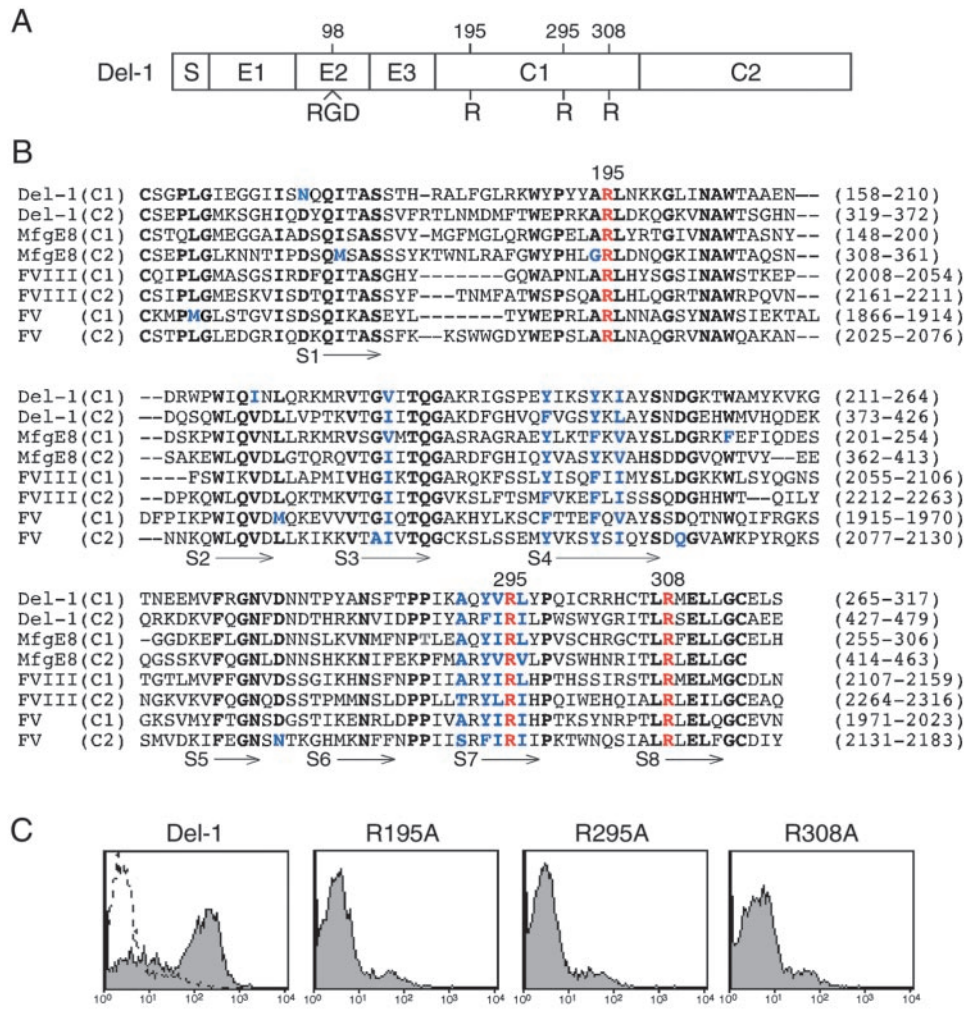 A
98 195 295 308
Del-1 S E1 E2 E3 C1 C2
RGD R R R
B
195
Del-1(C1) CSGPLGIEGGIISNQQITASSTH-RALFGLRKWYPYYARLNKKGLINAWTAAEN-- (158-210)
Del-1(C2) CSEPLGMKSGHIQDYQITASSVFRTLNMDMFTWEPRKARLDKQGKVNAWTSGHN-- (319-372)
MfgE8(C1) CSTQLGMEGGAIADSQISASSVY-MGFMGLQRWGPELARLYRTGIVNAWTASNY-- (148-200)
MfgE8(C2) CSEPLGLKNNTIPDSQMSASSSYKTWNLRAFGWYPHLGRLDNQGKINAWTAQSN-- (308-361)
FVIII(C1) CQIPLGMASGSIRDFQITASGHY-------GQWAPNLARLHYSGSINAWSTKEP-- (2008-2054)
FVIII(C2) CSIPLGMESKVISDTQITASSYF---TNMFATWSPSQARLHLQGRTNAWRPQVN-- (2161-2211)
FV (C1) CKMPMGLSTGVISDSQIKASEYL-------TYWEPRLARLNNAGSYNAWSIEKTAL (1866-1914)
FV (C2) CSTPLGLEDGRIQDKQITASSFK--KSWWGDYWEPSLARLNAQGRVNAWQAKAN-- (2025-2076)
S1
Del-1(C1) --DRWPWIQINLQRKMRVTGVITQGAKRIGSPEYIKSYKIAYSNDGKTWAMYKVKG (211-264)
Del-1(C2) --DQSQWLQVDLLVPTKVTGIITQGAKDFGHVQFVGSYKLAYSNDGEHWMVHQDEK (373-426)
MfgE8(C1) --DSKPWIQVNLLRKMRVSGVMTQGASRAGRAEYLKTFKVAYSLDGRKFEFIQDES (201-254)
MfgE8(C2) --SAKEWLQVDLGTQRQVTGIITQGARDFGHIQYVASYKVAHSDDGVQWTVY--EE (362-413)
FVIII(C1) ----FSWIKVDLLAPMIVHGIKTQGARQKFSSLYISQFIIMYSLDGKKWLSYQGNS (2055-2106)
FVIII(C2) --DPKQWLQVDLQKTMKVTGIITQGVKSLFTSMFVKEFLISSSQDGHHWT--QILY (2212-2263)
FV (C1) DFPIKPWIQVDMQKEVVVTGIQTQGAKHYLKSCFTTEFQVAYSSDQTNWQIFRGKS (1915-1970)
FV (C2) --NNKQWLQVDLLKIKKVTAIVTQGCKSLSSEMYVKSYSIQYSDQGVAWKPYRQKS (2077-2130)
S2 S3 S4
295 308
Del-1(C1) TNEEMVFRGNVDNNTPYANSFTPPIKAQYVRLYPQICRRHCTLRMELLGCELS (265-317)
Del-1(C2) QRKDKVFQGNFDNDTHRKNVIDPPIYARFIRILPWSWYGRITLRSELLGCAEE (427-479)
MfgE8(C1) -GGDKEFLGNLDNNSLKVNMFNPTLEAQYIRLYPVSCHRGCTLRFELLGCELH (255-306)
MfgE8(C2) QGSSKVFQGNLDNNSHKKNIFEKPFMARYVRVLPVSWHNRITLRLELLGC (414-463)
FVIII(C1) TGTLMVFFGNVDSSGIKHNIFNPPIIARYIRLHPTHSSIRSTLRMELMGCDLN (2107-2159)
FVIII(C2) NGKVKVFQGNQDSSTPMMNSLDPPLLTRYLRIHPQIWEHQIALRLEILGCEAQ (2264-2316)
FV (C1) GKSVMYFTGNSDGSTIKENRLDPPIVARYIRIHPTKSYNRPTLRLELQGCEVN (1971-2023)
FV (C2) SMVDKIFEGNSNTKGHMKNFFNPPIISRFIRIIPKTWNQSIALRLELFGCDIY (2131-2183)
S5 S6 S7 S8
C
Del-1 R195A R295A R308A
10⁰ 10¹ 10² 10³ 10⁴ 10⁰ 10¹ 10² 10³ 10⁴ 10⁰ 10¹ 10² 10³ 10⁴ 10⁰ 10¹ 10² 10³ 10⁴